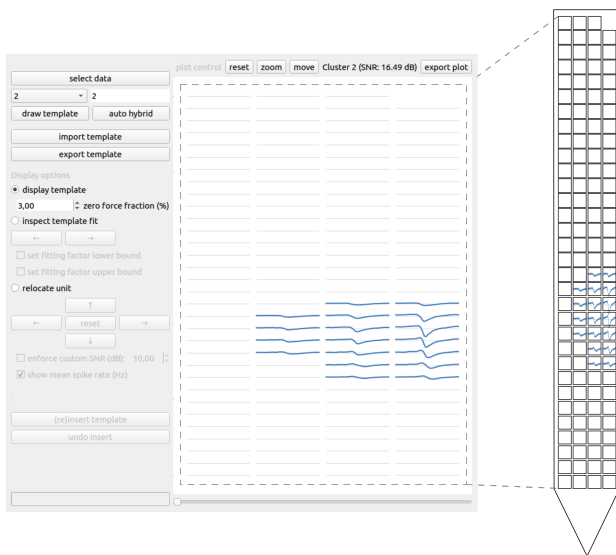 plot control reset zoom move Cluster 2 (SNR: 16.49 dB) export plot
select data
2 2
draw template auto hybrid
import template
export template
Display options
display template
3,00 zero force fraction (%)
inspect template fit
← →
set fitting factor lower bound
set fitting factor upper bound
relocate unit
↑
← reset →
↓
enforce custom SNR (dB): 10,00
show mean spike rate (Hz)
(re)insert template
undo insert